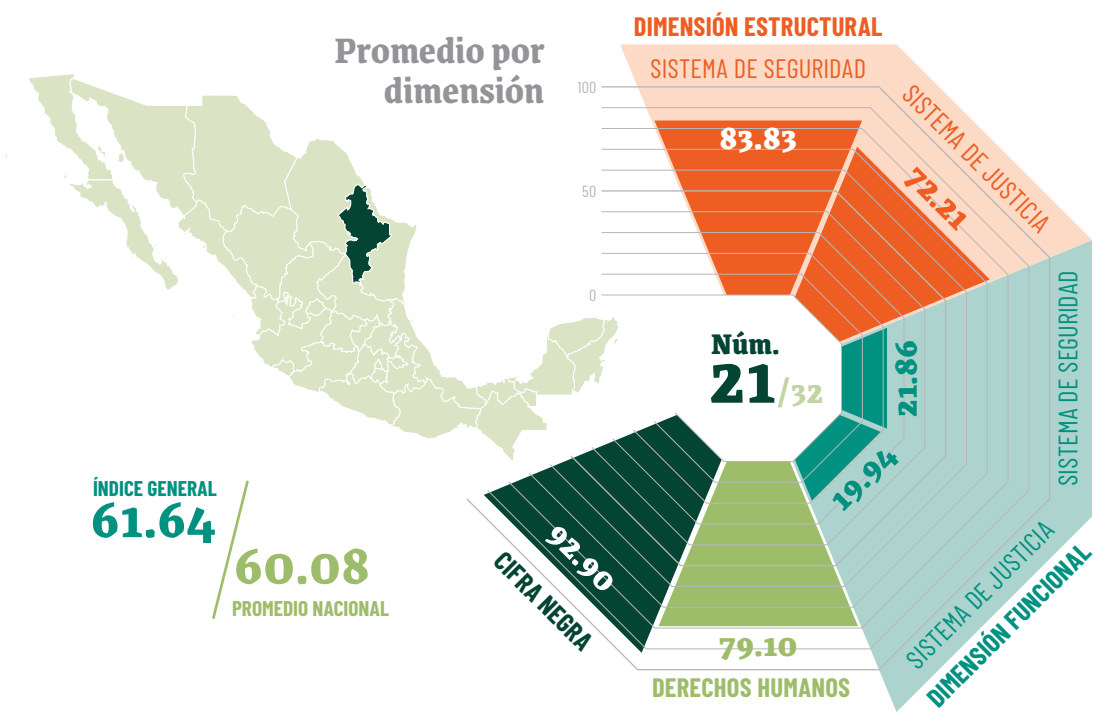 Promedio por
dimensión
DIMENSIÓN ESTRUCTURAL
SISTEMA DE SEGURIDAD
83.83
SISTEMA DE JUSTICIA
72.21
100
50
0
Núm.
21/32
SISTEMA DE SEGURIDAD
21.86
SISTEMA DE JUSTICIA
19.94
DIMENSIÓN FUNCIONAL
79.10
DERECHOS HUMANOS
92.90
CIFRA NEGRA
ÍNDICE GENERAL
61.64
60.08
PROMEDIO NACIONAL